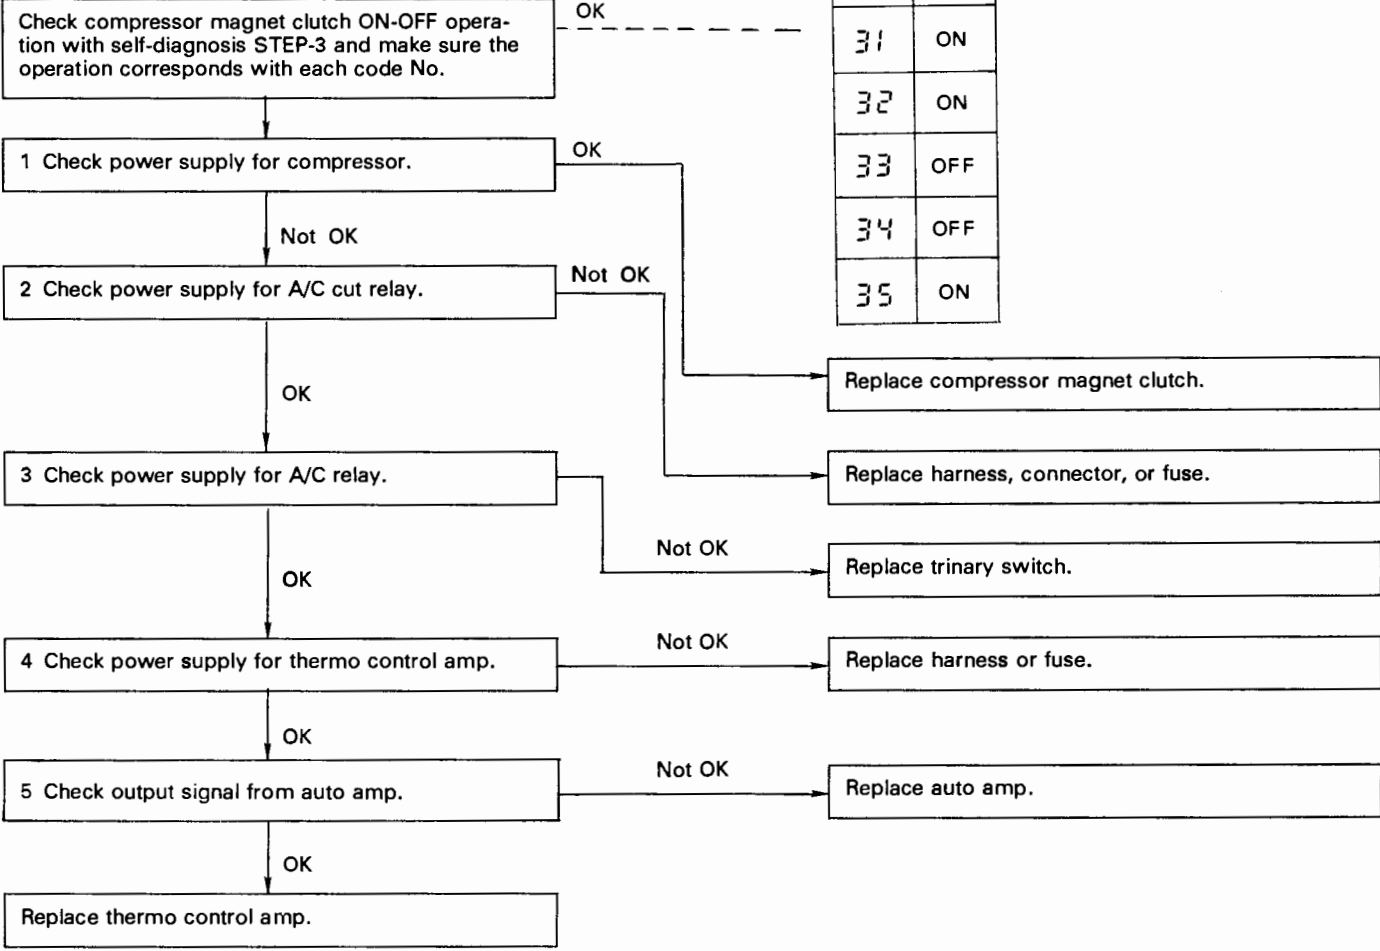 Check compressor magnet clutch ON-OFF opera-
tion with self-diagnosis STEP-3 and make sure the
operation corresponds with each code No.
OK
31 ON
32 ON
33 OFF
34 OFF
35 ON
1 Check power supply for compressor.
OK
Not OK
2 Check power supply for A/C cut relay.
Not OK
Replace compressor magnet clutch.
OK
3 Check power supply for A/C relay.
Replace harness, connector, or fuse.
Not OK
Replace trinary switch.
OK
4 Check power supply for thermo control amp.
Not OK
Replace harness or fuse.
OK
5 Check output signal from auto amp.
Not OK
Replace auto amp.
OK
Replace thermo control amp.